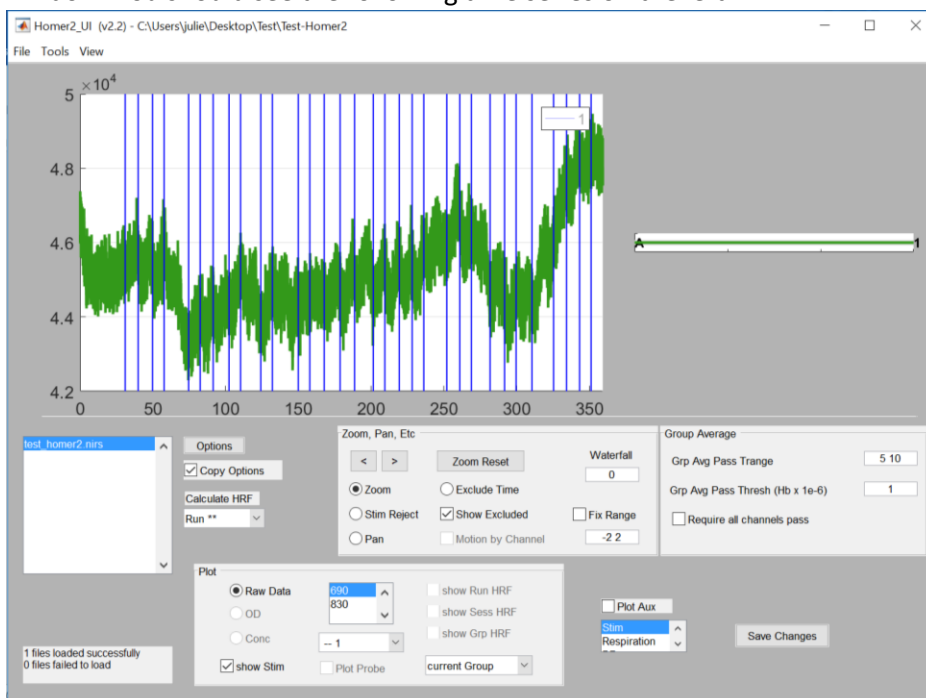 Homer2_UI (v2.2) - C:\Users\julie\Desktop\Test\Test-Homer2
File Tools View
×10^4
5
4.8
4.6
4.4
4.2
0 50 100 150 200 250 300 350
1
A 1
test_homer2.nirs
Options
Copy Options
Calculate HRF
Run **
1 files loaded successfully
0 files failed to load
Zoom, Pan, Etc
< > Zoom Reset Waterfall
0
Zoom Exclude Time
Stim Reject Show Excluded Fix Range
Pan Motion by Channel -2 2
Group Average
Grp Avg Pass Trange 5 10
Grp Avg Pass Thresh (Hb x 1e-6) 1
Require all channels pass
Plot
Raw Data 690 show Run HRF
OD 830 show Sess HRF
Conc -- 1 show Grp HRF
show Stim Plot Probe current Group
Plot Aux
Stim
Respiration
Save Changes